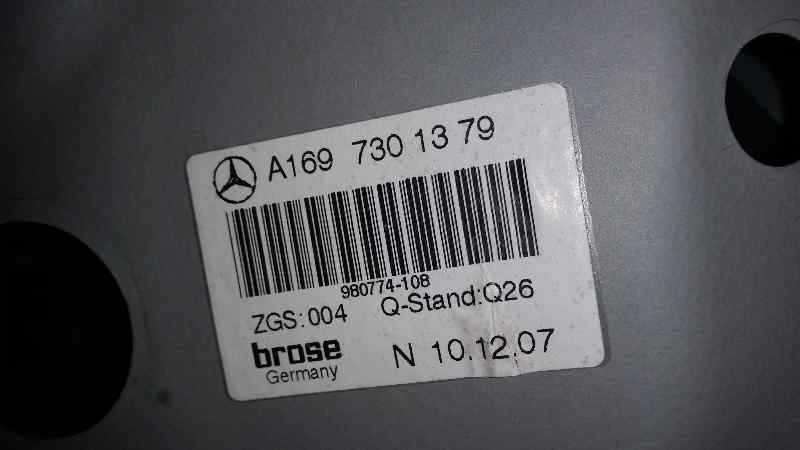 A169 730 13 79
980774-108
ZGS:004 Q-Stand:Q26
brose N 10.12.07
Germany